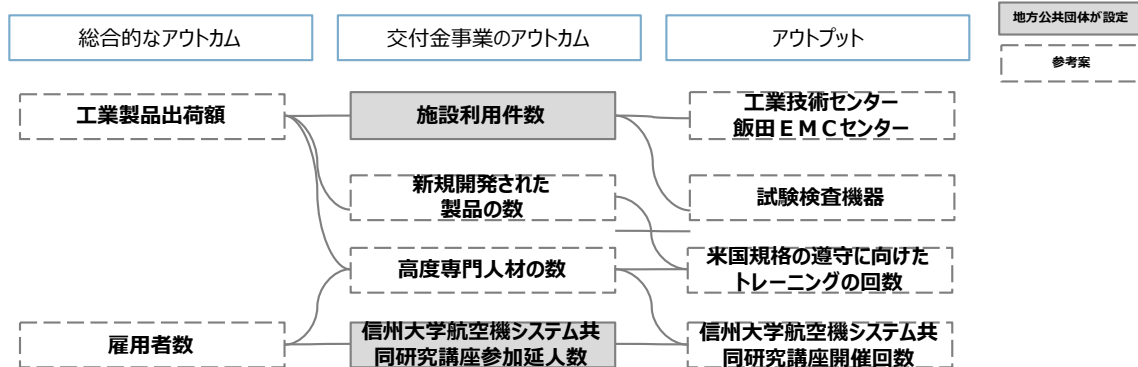 地方公共団体が設定
総合的なアウトカム
交付金事業のアウトカム
アウトプット
参考案
工業製品出荷額
施設利用件数
工業技術センター
飯田EMCセンター
新規開発された
製品の数
試験検査機器
高度専門人材の数
米国規格の遵守に向けた
トレーニングの回数
雇用者数
信州大学航空機システム共
同研究講座参加延人数
信州大学航空機システム共
同研究講座開催回数